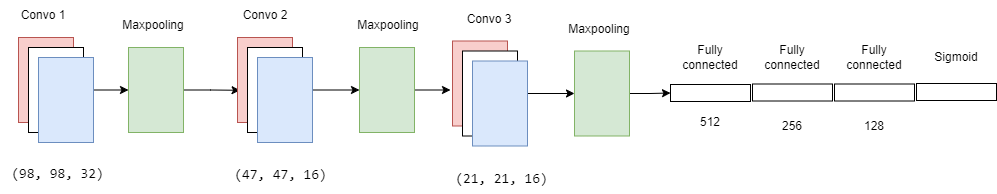 Convo 1
Maxpooling
Convo 2
Maxpooling
Convo 3
Maxpooling
Fully
connected
Fully
connected
Fully
connected
Sigmoid
512
256
128
(98, 98, 32)
(47, 47, 16)
(21, 21, 16)